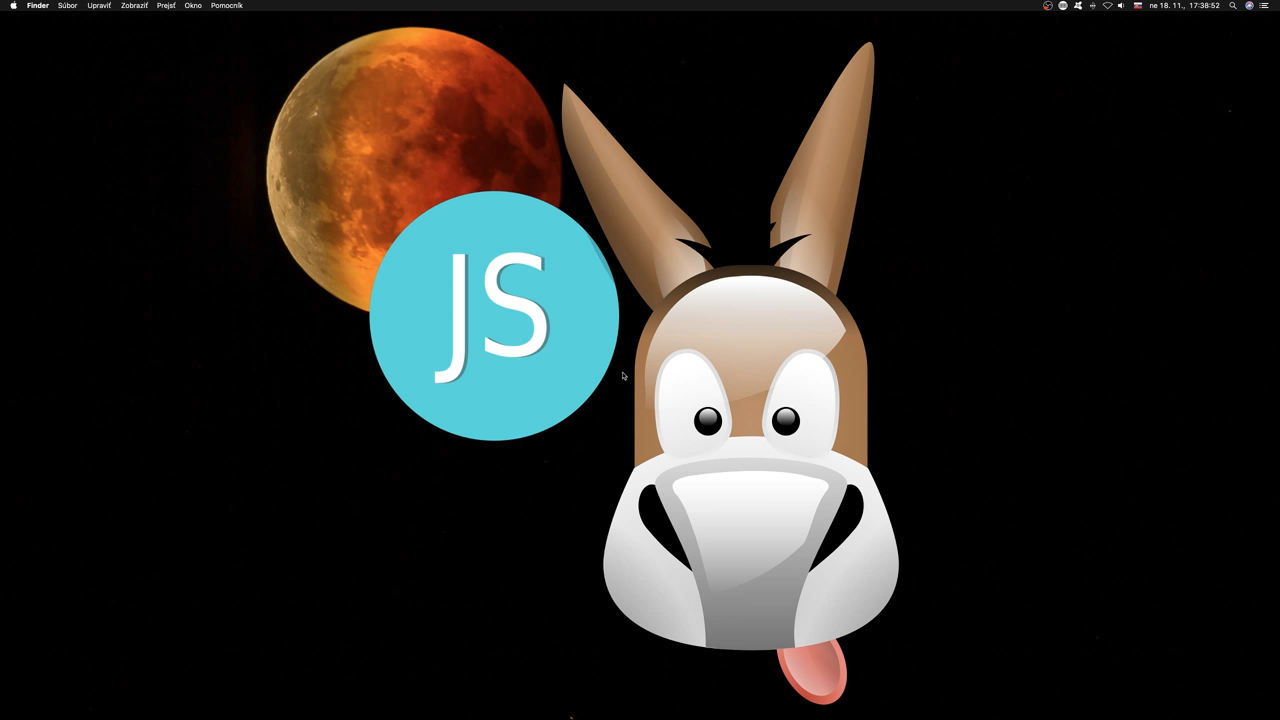 Finder Súbor Upraviť Zobraziť Prejsť Okno Pomocník
ne 18. 11., 17:38:52
JS